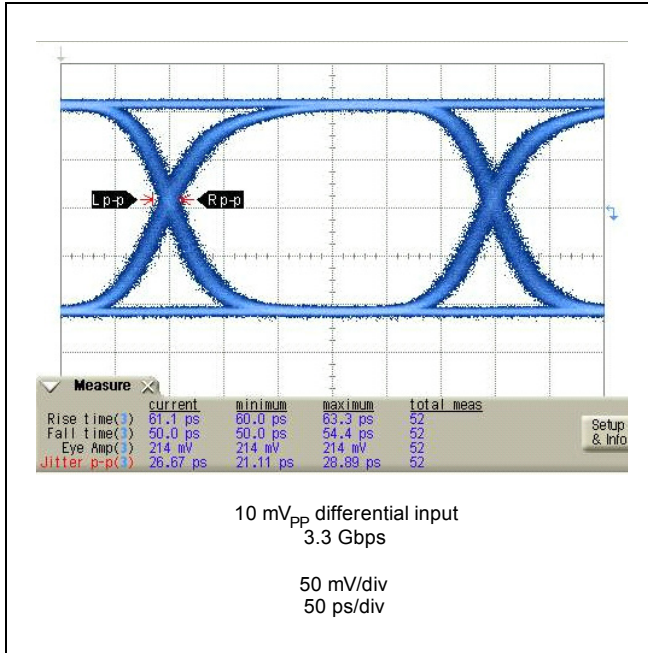 L p-p R p-p
Measure
current minimum maximum total meas
Rise time(3) 61.1 ps 60.0 ps 63.3 ps 52
Fall time(3) 50.0 ps 50.0 ps 54.4 ps 52
Eye Amp(3) 214 mV 214 mV 214 mV 52
Jitter p-p(3) 26.67 ps 21.11 ps 28.89 ps 52
Setup
& Info
10 mVPP differential input
3.3 Gbps
50 mV/div
50 ps/div